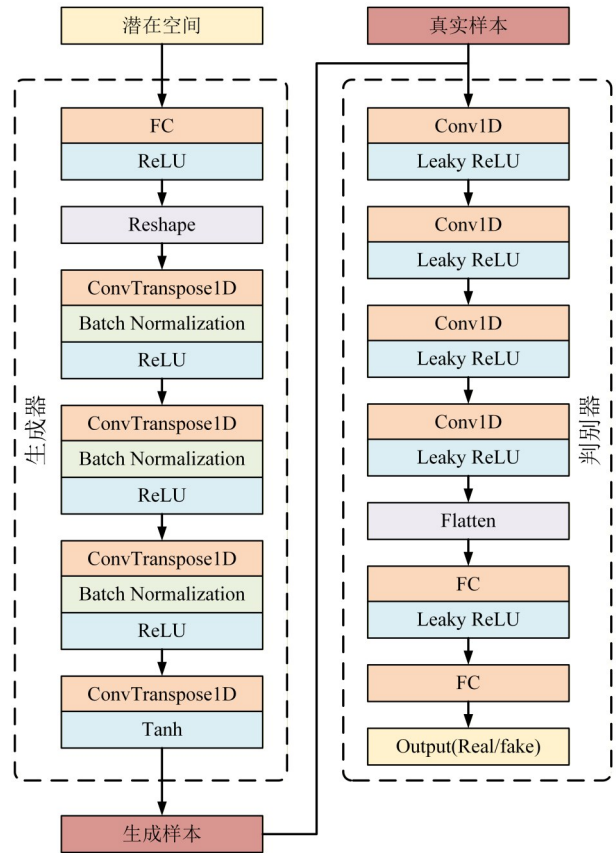 潜在空间
FC
ReLU
Reshape
ConvTranspose1D
Batch Normalization
ReLU
ConvTranspose1D
Batch Normalization
ReLU
ConvTranspose1D
Batch Normalization
ReLU
ConvTranspose1D
Tanh
生成样本
生成器
真实样本
Conv1D
Leaky ReLU
Conv1D
Leaky ReLU
Conv1D
Leaky ReLU
Conv1D
Leaky ReLU
Flatten
FC
Leaky ReLU
FC
Output(Real/fake)
判别器